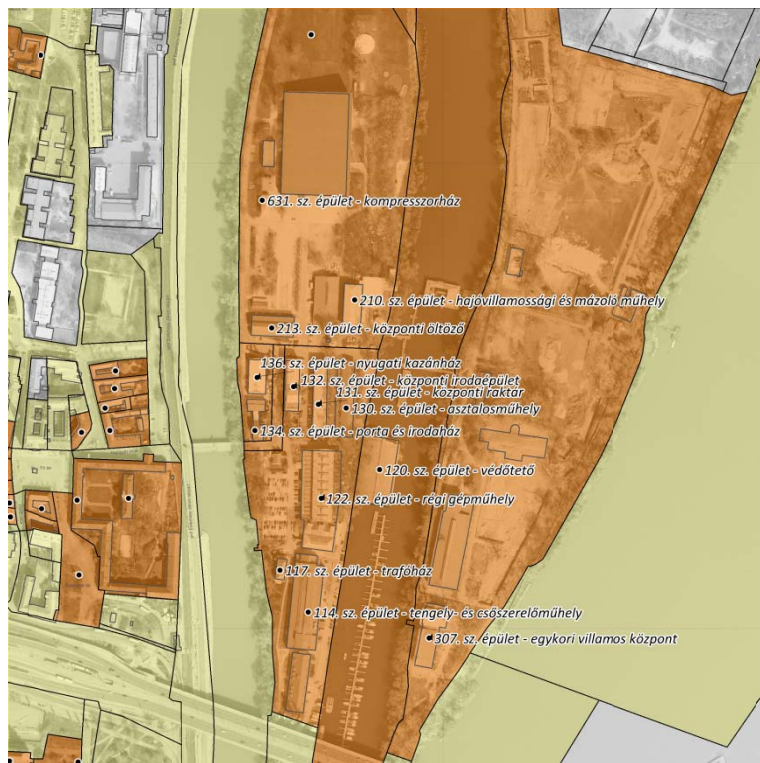 631. sz. épület - kompresszorház
210. sz. épület - hajóvillamossági és mázoló műhely
213. sz. épület - központi öltöző
136. sz. épület - nyugati kazánház
132. sz. épület - központi irodaépület
131. sz. épület - központi raktár
130. sz. épület - asztalosműhely
134. sz. épület - porta és irodaház
120. sz. épület - védőtető
122. sz. épület - régi gépműhely
117. sz. épület - trafóház
114. sz. épület - tengely- és csőszerelőműhely
307. sz. épület - egykori villamos központ